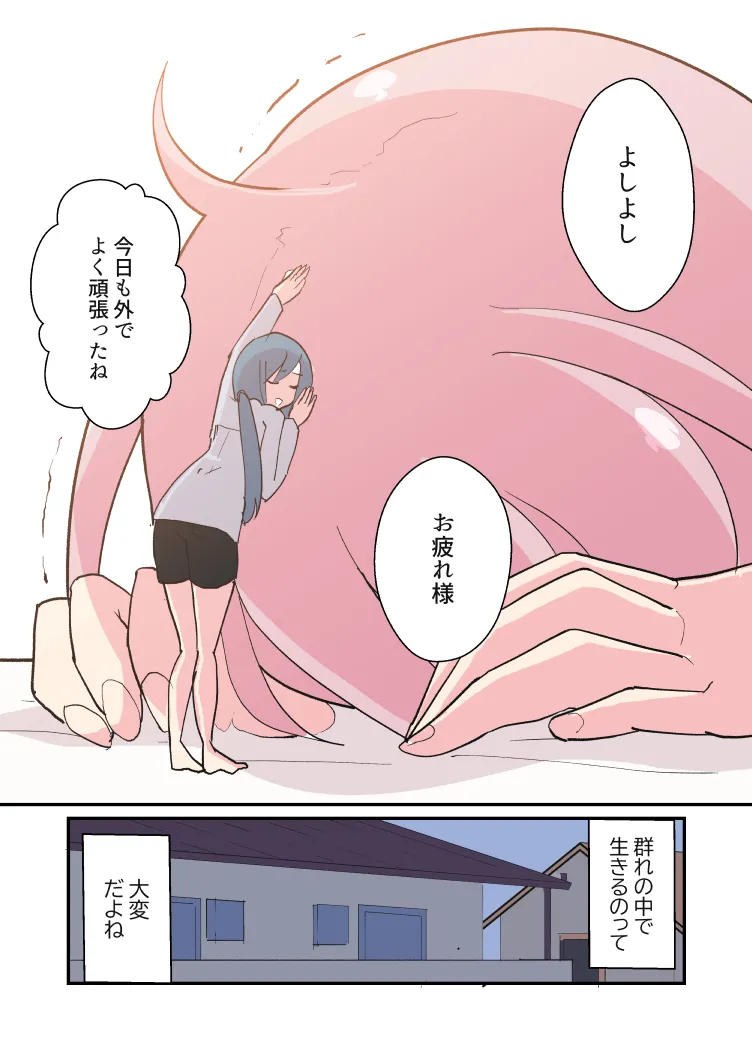 よしよし
お疲れ様
今日も外で
よく頑張ったね
群れの中で
生きるのって
大変
だよね